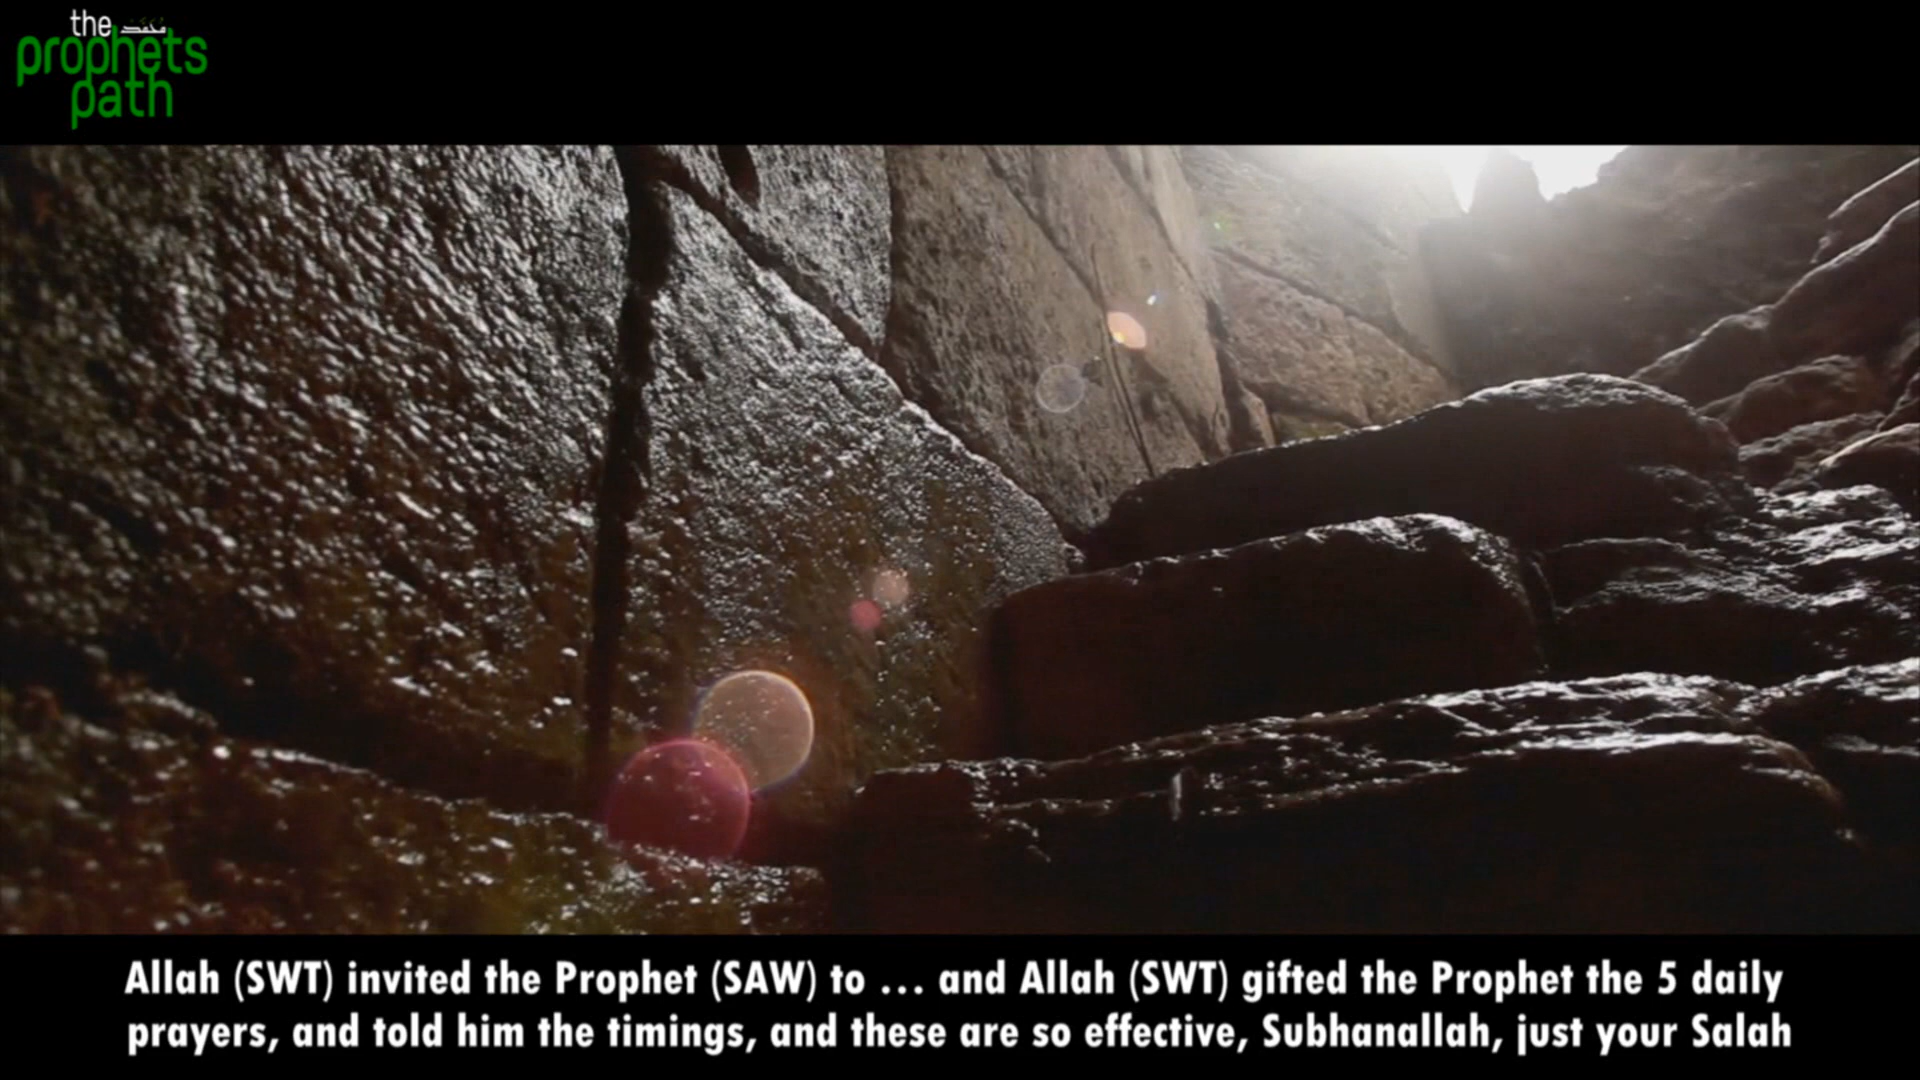 the محمد
prophets
path
Allah (SWT) invited the Prophet (SAW) to ... and Allah (SWT) gifted the Prophet the 5 daily
prayers, and told him the timings, and these are so effective, Subhanallah, just your Salah